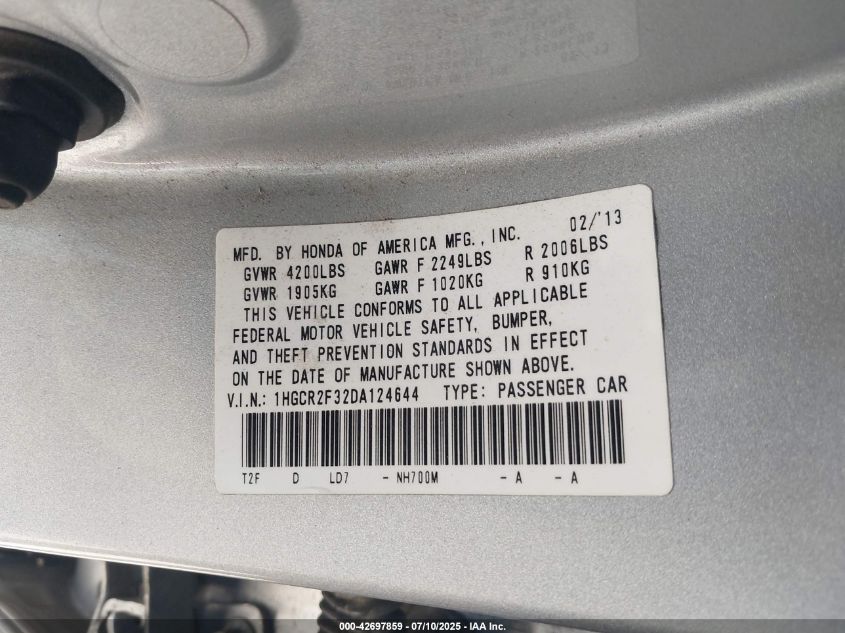 MFD. BY HONDA OF AMERICA MFG., INC. 02/'13
GVWR 4200LBS GAWR F 2249LBS R 2006LBS
GVWR 1905KG GAWR F 1020KG R 910KG
THIS VEHICLE CONFORMS TO ALL APPLICABLE
FEDERAL MOTOR VEHICLE SAFETY, BUMPER,
AND THEFT PREVENTION STANDARDS IN EFFECT
ON THE DATE OF MANUFACTURE SHOWN ABOVE.
V.I.N.: 1HGCR2F32DA124644 TYPE: PASSENGER CAR
T2F D LD7 - NH700M - A - A
000-42697859 - 07/10/2025 - IAA Inc.